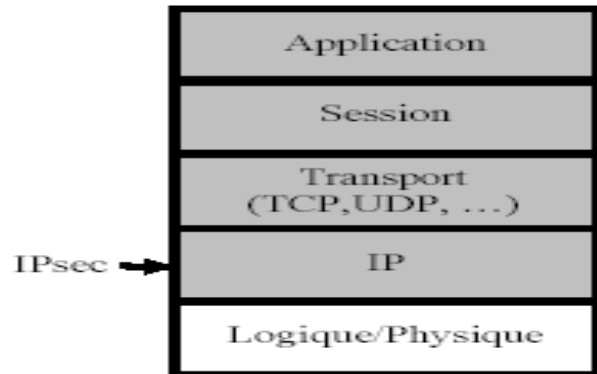 Application
Session
Transport
(TCP,UDP, …)
IPsec
IP
Logique/Physique